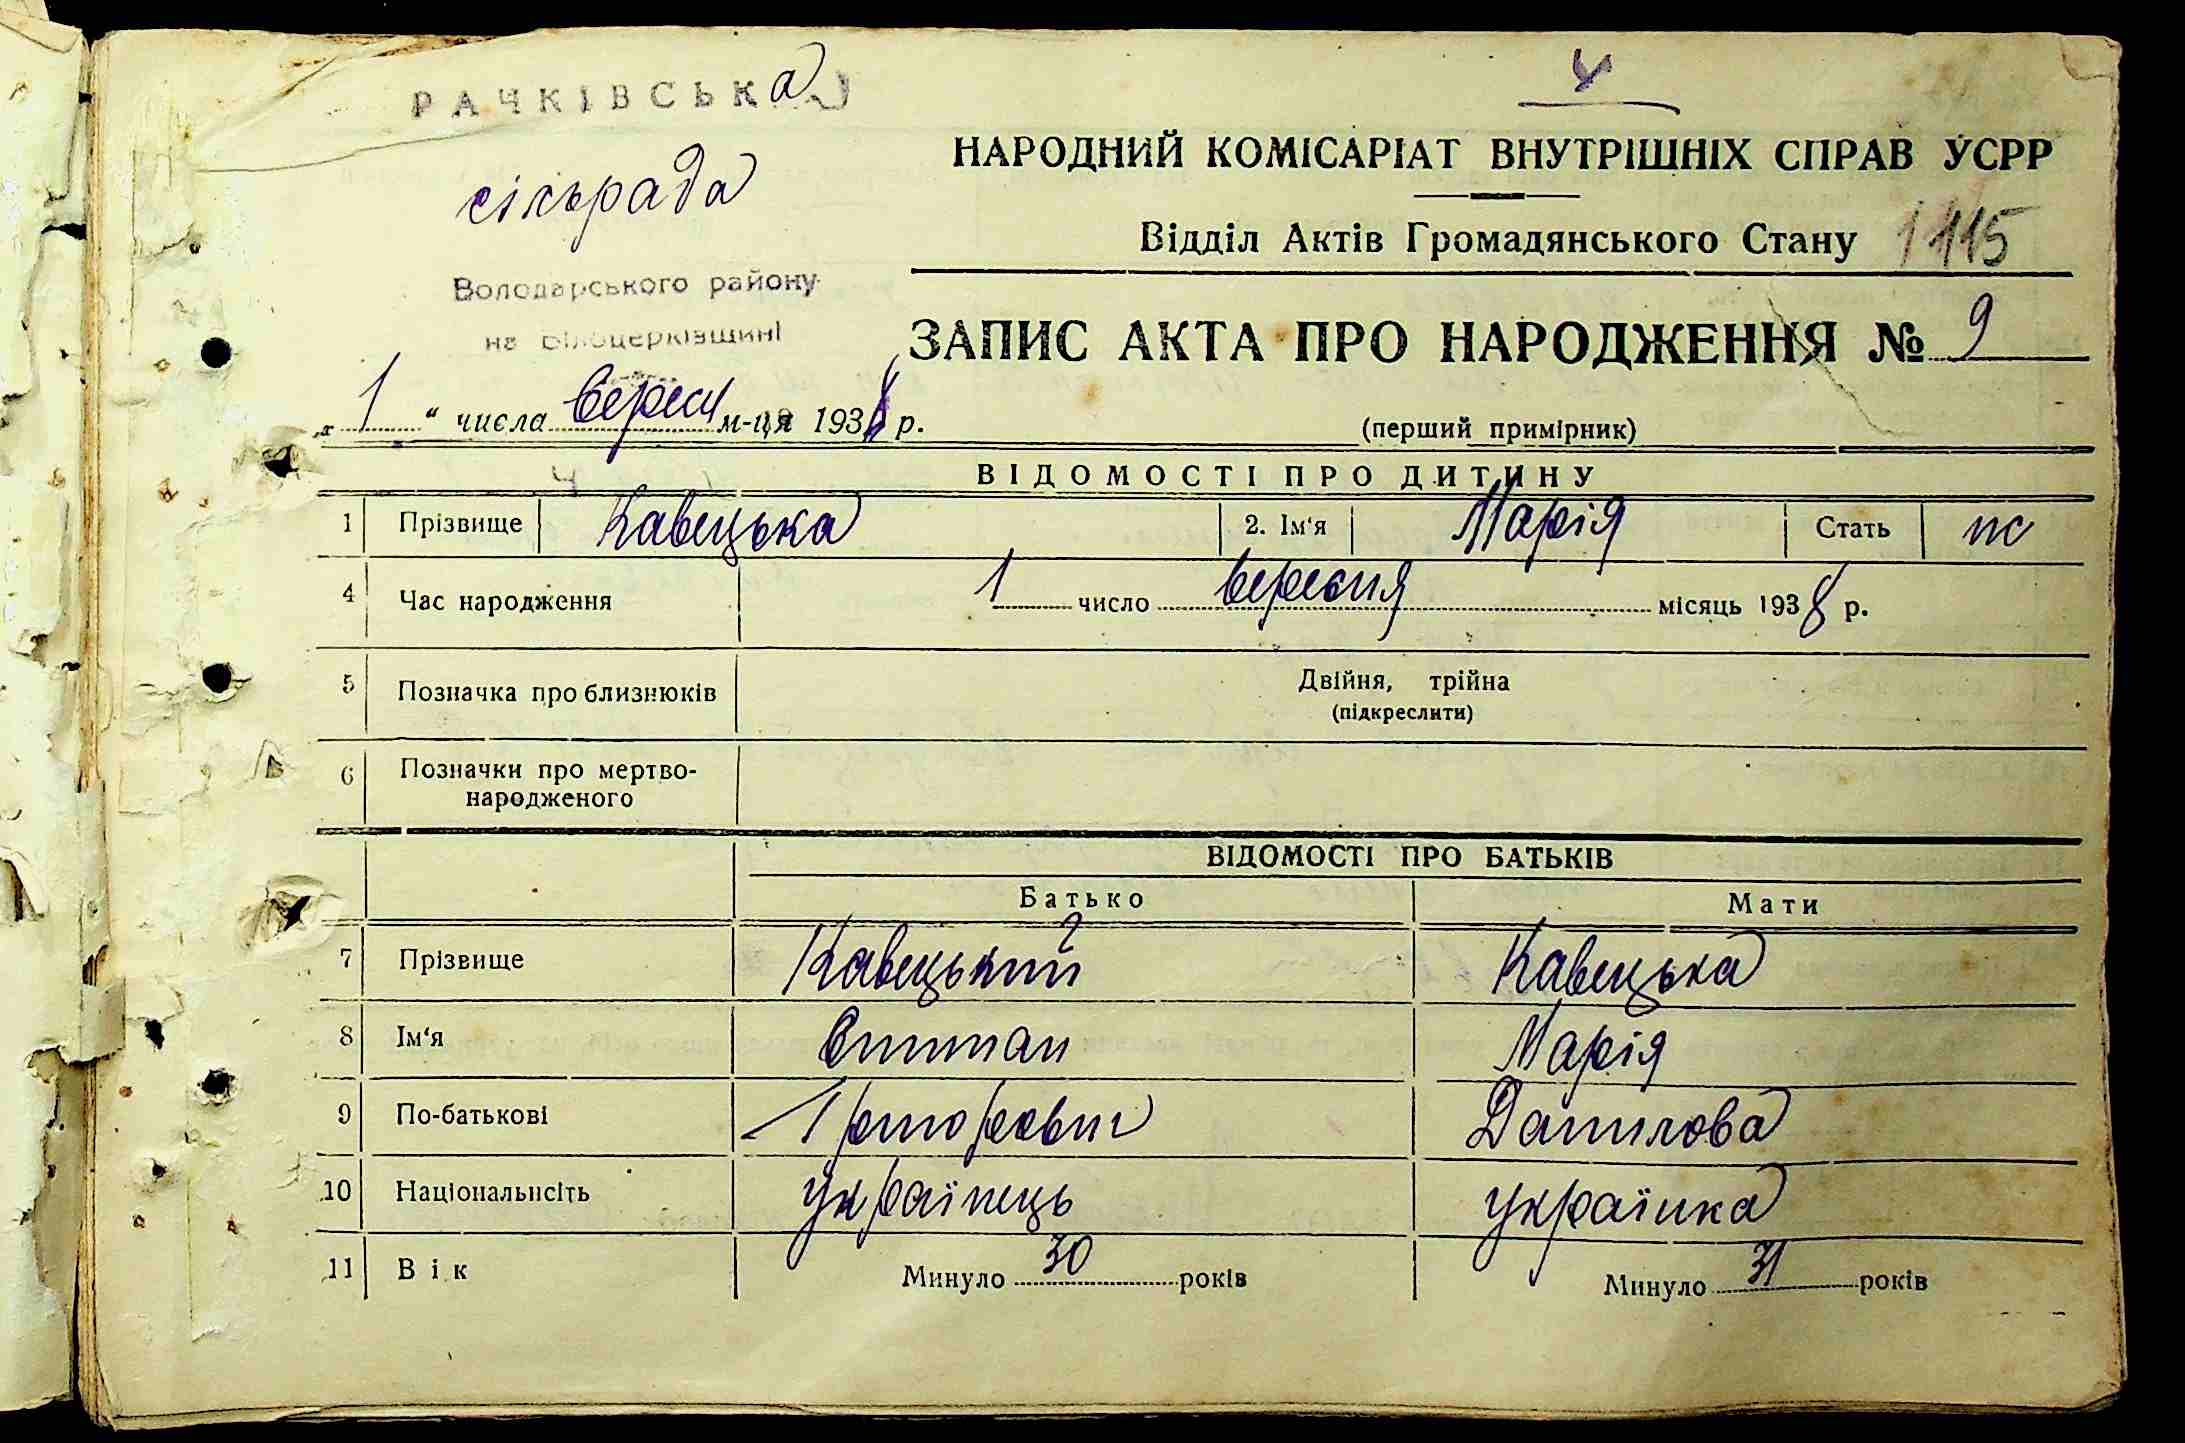 РАЧКІВСЬКА
сільрада
Володарського району
на Білоцерківщині
НАРОДНИЙ КОМІСАРІАТ ВНУТРІШНІХ СПРАВ УСРР
Відділ Актів Громадянського Стану 1115
ЗАПИС АКТА ПРО НАРОДЖЕННЯ № 9
„ 1 “ числа вересн м-ця 1938 р.
(перший примірник)
ВІДОМОСТІ ПРО ДИТИНУ
1 Прізвище Кавецька 2. Ім'я Марія Стать ж
4 Час народження 1 число вересня місяць 1938 р.
5 Позначка про близнюків Двійня, трійна
(підкреслити)
6 Позначки про мертво-
народженого
ВІДОМОСТІ ПРО БАТЬКІВ
Батько Мати
7 Прізвище Кавецький Кавецька
8 Ім'я Марія
9 По-батькові Данилова
10 Національнсіть українець українка
11 Вік Минуло 30 років Минуло 31 років